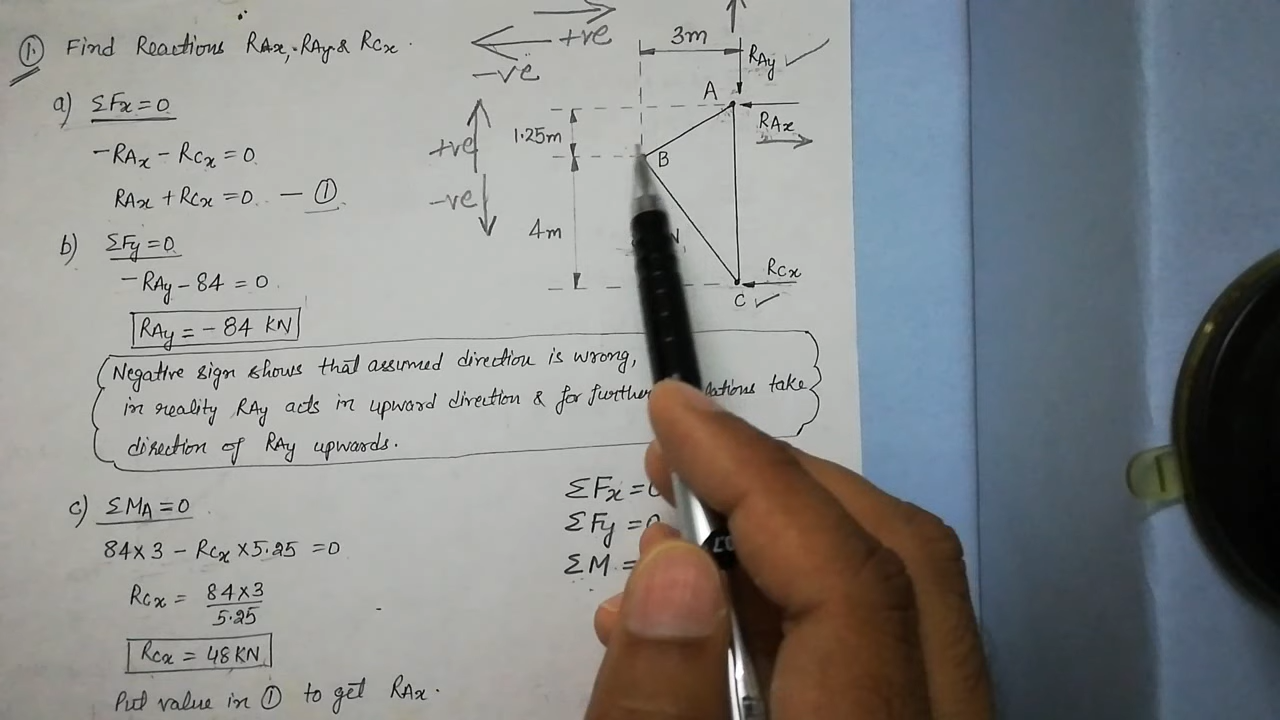 1. Find Reactions RAx, RAy & RCx.
a) ΣFx = 0
-RAx - RCx = 0
RAx + RCx = 0. — ①
b) ΣFy = 0
-RAy - 84 = 0
RAy = - 84 KN
Negative sign shows that assumed direction is wrong,
in reality RAy acts in upward direction & for further take
direction of RAy upwards.
c) ΣMA = 0
84 × 3 - RCx × 5.25 = 0
RCx = 84×3
5.25
RCx = 48 KN
Put value in ① to get RAx.
+ve
-ve
+ve
-ve
3m
RAy
A
RAx
1.25m
B
4m
RCx
C
ΣFx = 0
ΣFy = 0
ΣM =